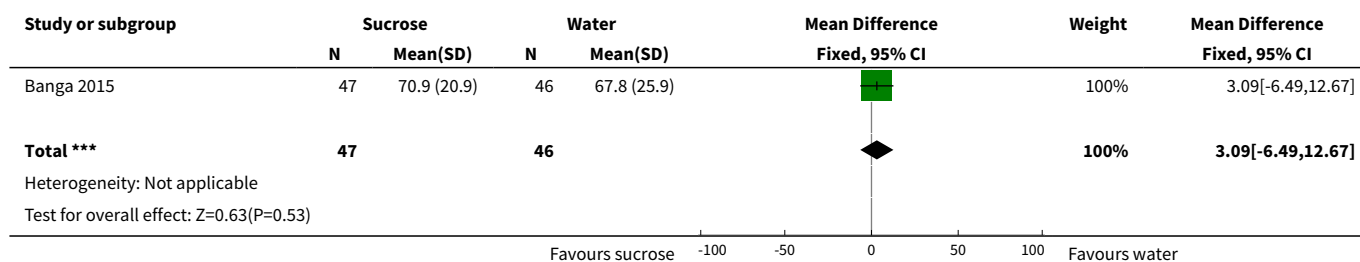 Study or subgroup Sucrose Water Mean Difference Weight Mean Difference
N Mean(SD) N Mean(SD) Fixed, 95% CI Fixed, 95% CI
Banga 2015 47 70.9 (20.9) 46 67.8 (25.9) 100% 3.09[-6.49,12.67]
Total *** 47 46 100% 3.09[-6.49,12.67]
Heterogeneity: Not applicable
Test for overall effect: Z=0.63(P=0.53)
Favours sucrose -100 -50 0 50 100 Favours water